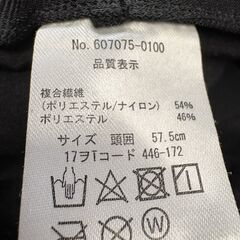 No. 607075-0100
品質表示
複合繊維
(ポリエステル/ナイロン) 54%
ポリエステル 46%
サイズ 頭囲 57.5cm
17ヲTコード 446-172
W